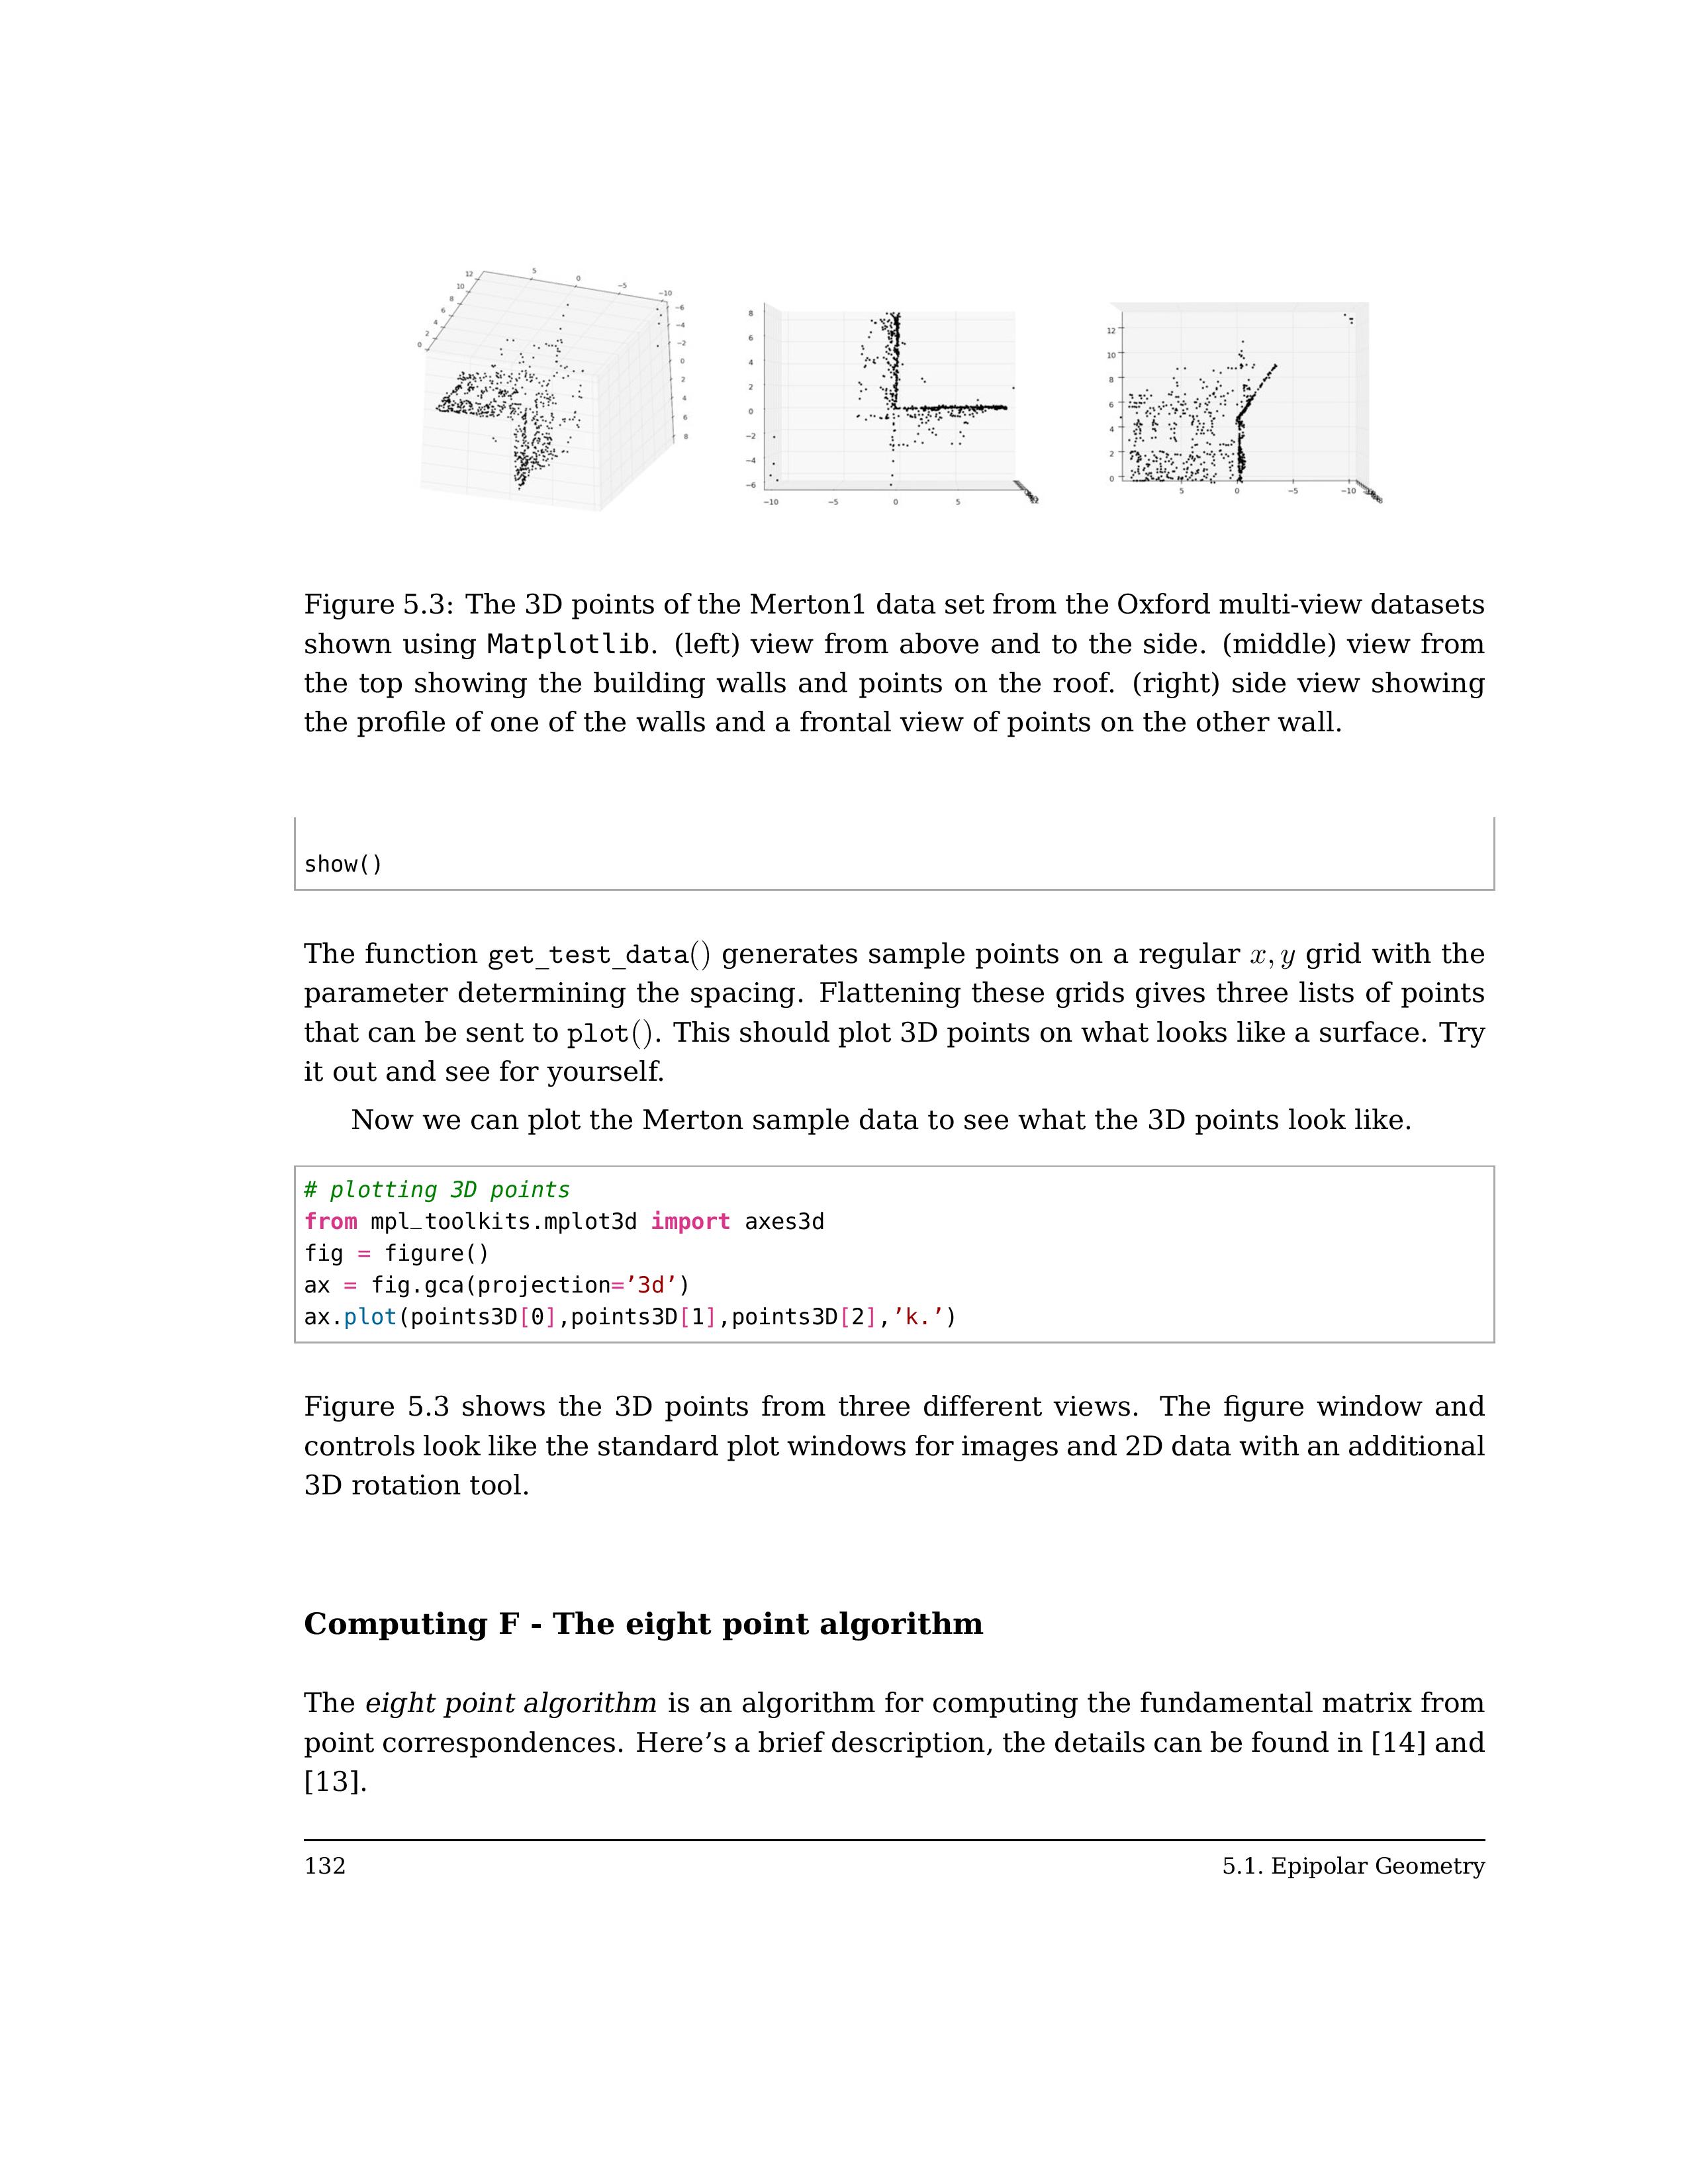 12
10
8
6
4
2
0
5
0
−5
−10
−6
−4
−2
0
2
4
6
8
8
6
4
2
0
−2
−4
−6
−10
−5
0
5
12
10
8
6
4
2
0
5
0
−5
−10
Figure 5.3: The 3D points of the Merton1 data set from the Oxford multi-view datasets
shown using Matplotlib. (left) view from above and to the side. (middle) view from
the top showing the building walls and points on the roof. (right) side view showing
the profile of one of the walls and a frontal view of points on the other wall.
show()
The function get_test_data() generates sample points on a regular x, y grid with the
parameter determining the spacing. Flattening these grids gives three lists of points
that can be sent to plot(). This should plot 3D points on what looks like a surface. Try
it out and see for yourself.
Now we can plot the Merton sample data to see what the 3D points look like.
# plotting 3D points
from mpl_toolkits.mplot3d import axes3d
fig = figure()
ax = fig.gca(projection=’3d’)
ax.plot(points3D[0],points3D[1],points3D[2],’k.’)
Figure 5.3 shows the 3D points from three different views. The figure window and
controls look like the standard plot windows for images and 2D data with an additional
3D rotation tool.
Computing F - The eight point algorithm
The eight point algorithm is an algorithm for computing the fundamental matrix from
point correspondences. Here’s a brief description, the details can be found in [14] and
[13].
132 5.1. Epipolar Geometry